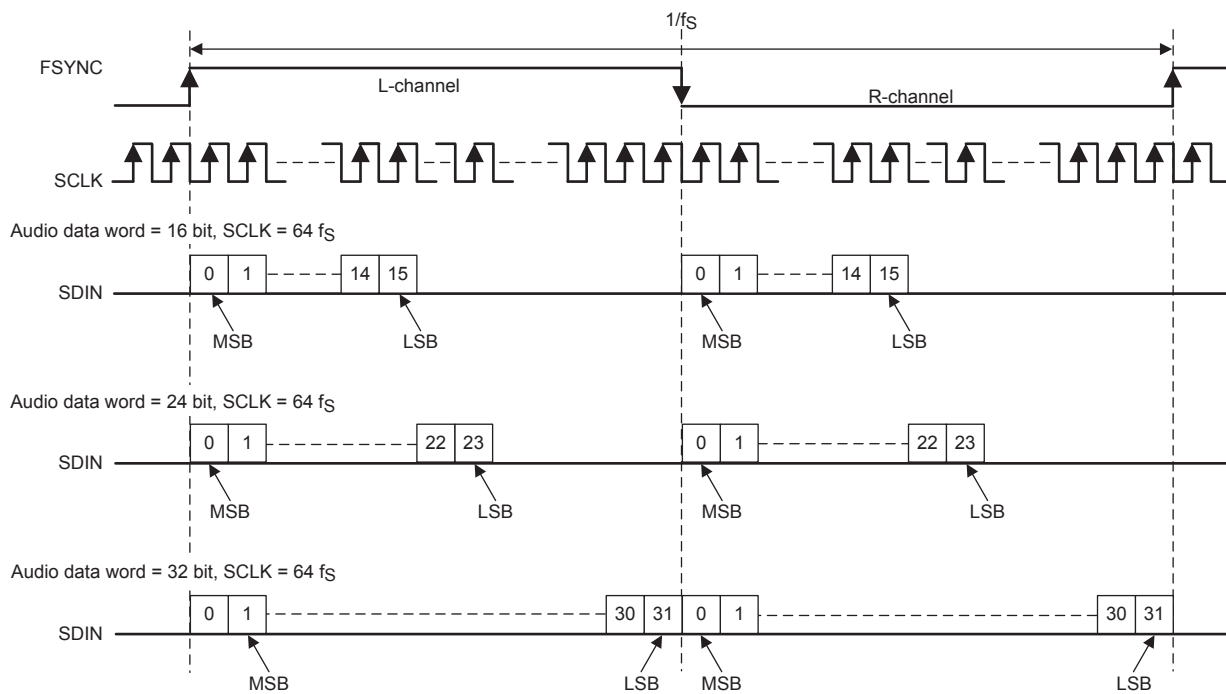 1/fS
FSYNC
L-channel
R-channel
SCLK
Audio data word = 16 bit, SCLK = 64 fS
0 1 14 15 0 1 14 15
SDIN
MSB LSB MSB LSB
Audio data word = 24 bit, SCLK = 64 fS
0 1 22 23 0 1 22 23
SDIN
MSB LSB MSB LSB
Audio data word = 32 bit, SCLK = 64 fS
0 1 30 31 0 1 30 31
SDIN
MSB LSB MSB LSB